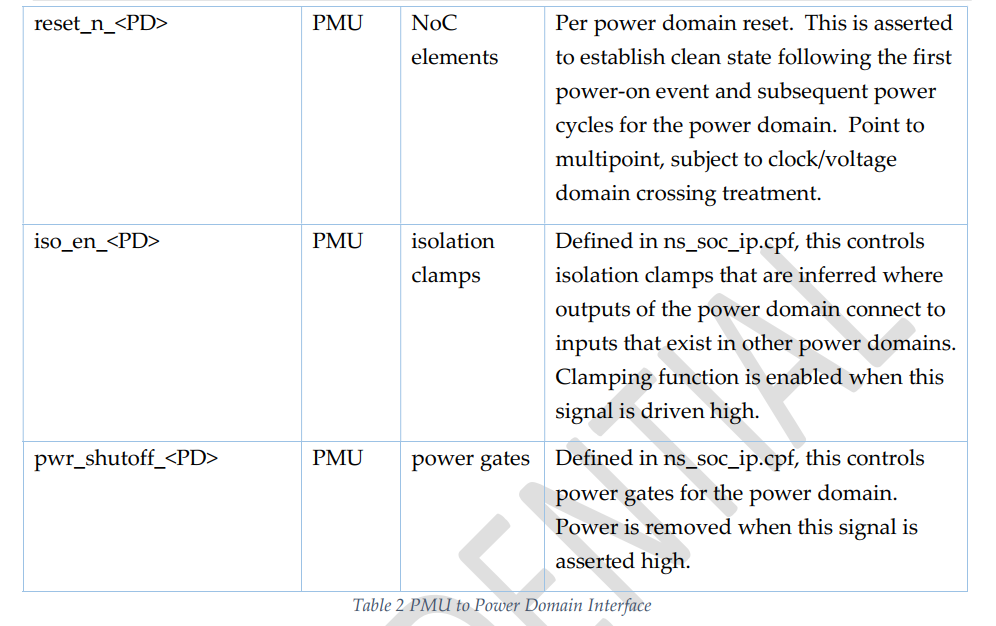 reset_n_<PD>
PMU
NoC
elements
Per power domain reset.  This is asserted
to establish clean state following the first
power-on event and subsequent power
cycles for the power domain.  Point to
multipoint, subject to clock/voltage
domain crossing treatment.
iso_en_<PD>
PMU
isolation
clamps
Defined in ns_soc_ip.cpf, this controls
isolation clamps that are inferred where
outputs of the power domain connect to
inputs that exist in other power domains.
Clamping function is enabled when this
signal is driven high.
pwr_shutoff_<PD>
PMU
power gates
Defined in ns_soc_ip.cpf, this controls
power gates for the power domain.
Power is removed when this signal is
asserted high.
Table 2 PMU to Power Domain Interface
DENTIAL